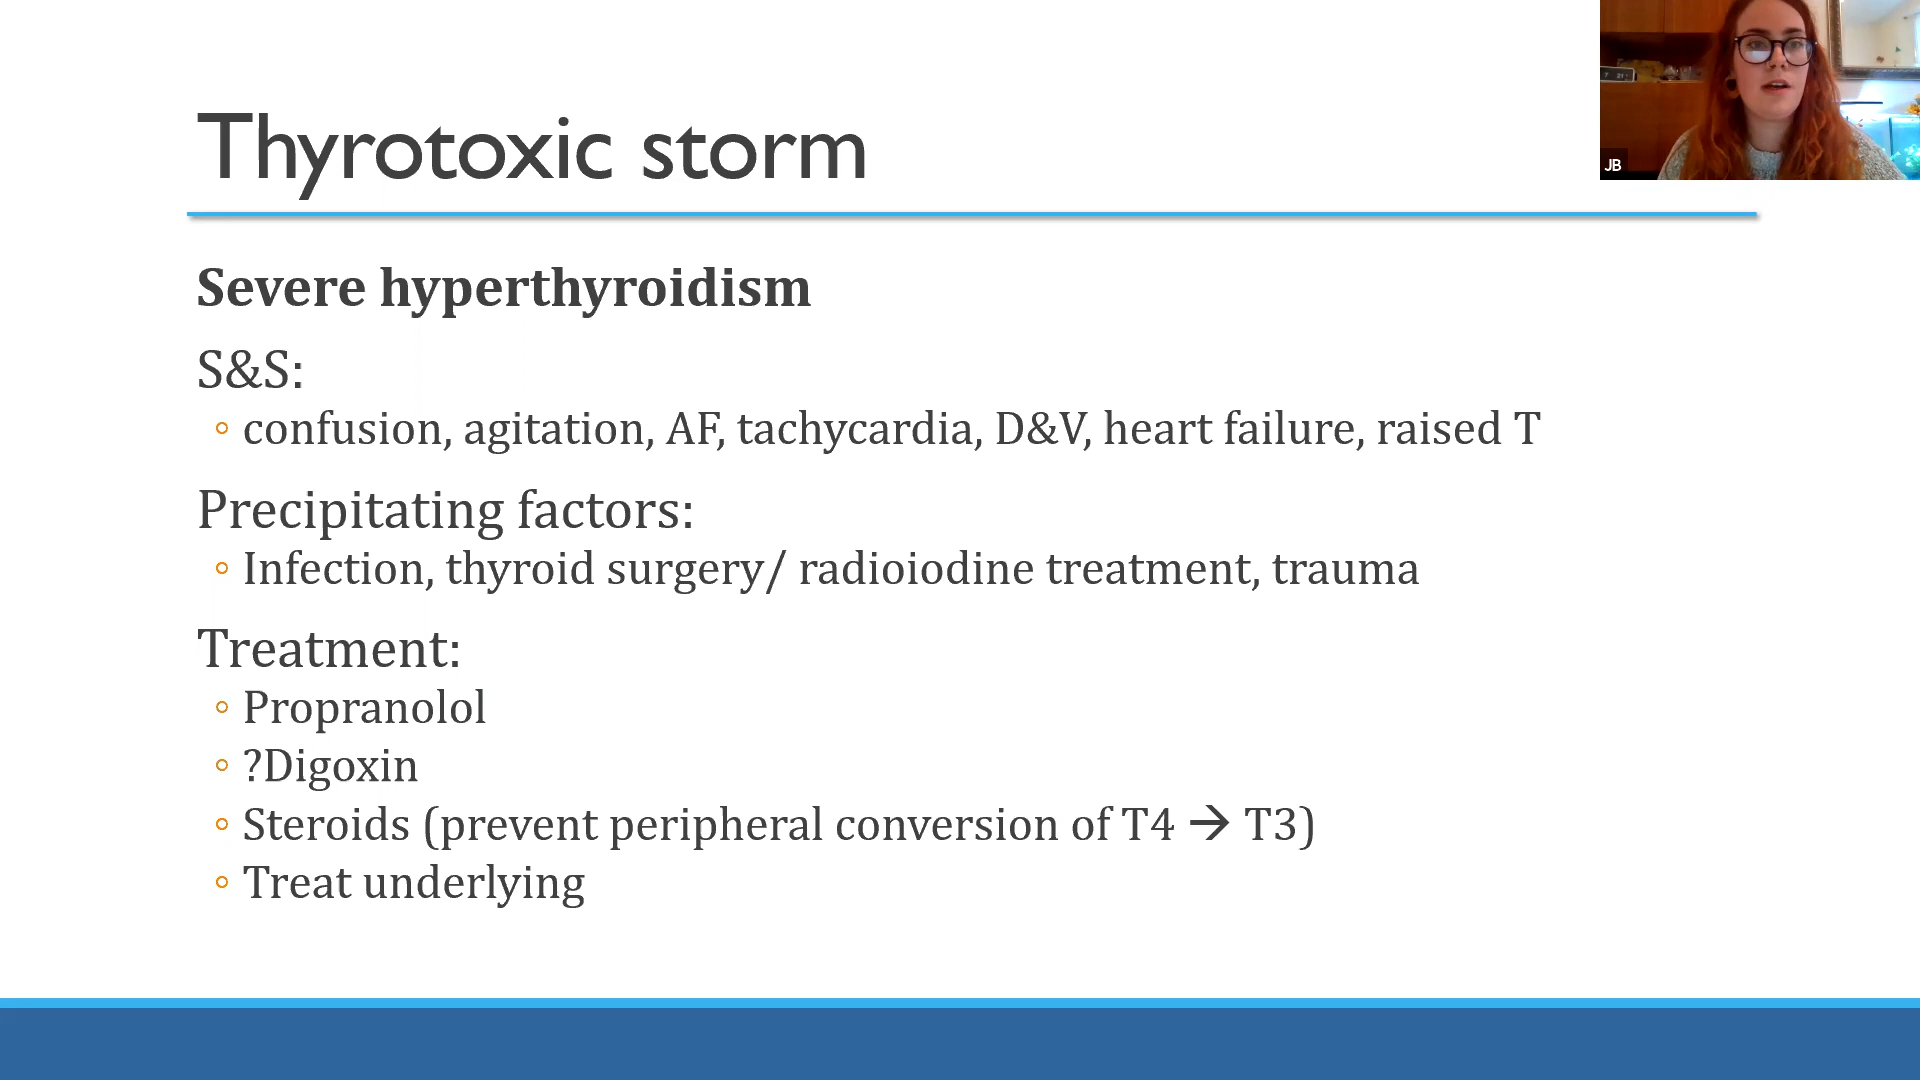 Thyrotoxic storm
JB
Severe hyperthyroidism
S&S:
◦ confusion, agitation, AF, tachycardia, D&V, heart failure, raised T
Precipitating factors:
◦ Infection, thyroid surgery/ radioiodine treatment, trauma
Treatment:
◦ Propranolol
◦ ?Digoxin
◦ Steroids (prevent peripheral conversion of T4 → T3)
◦ Treat underlying